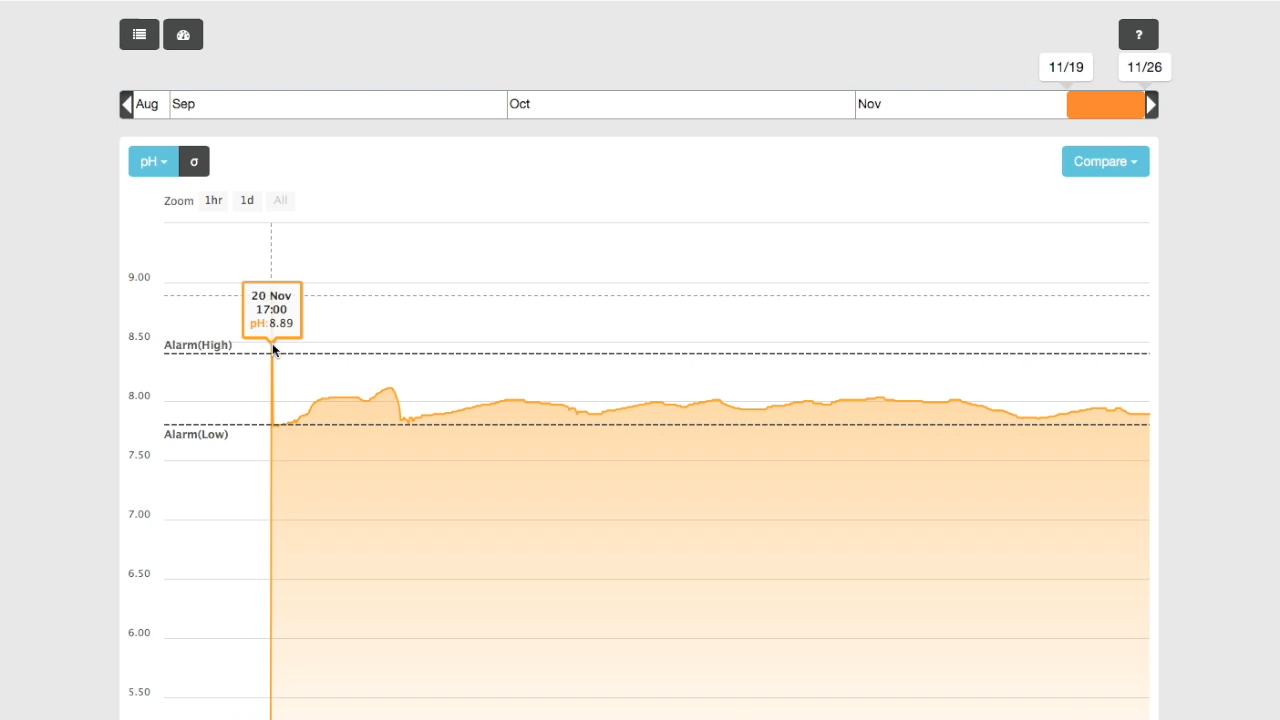 ?
11/19 11/26
Aug Sep Oct Nov
pH σ Compare
Zoom 1hr 1d All
9.00
20 Nov
17:00
pH:8.89
8.50
Alarm(High)
8.00
Alarm(Low)
7.50
7.00
6.50
6.00
5.50